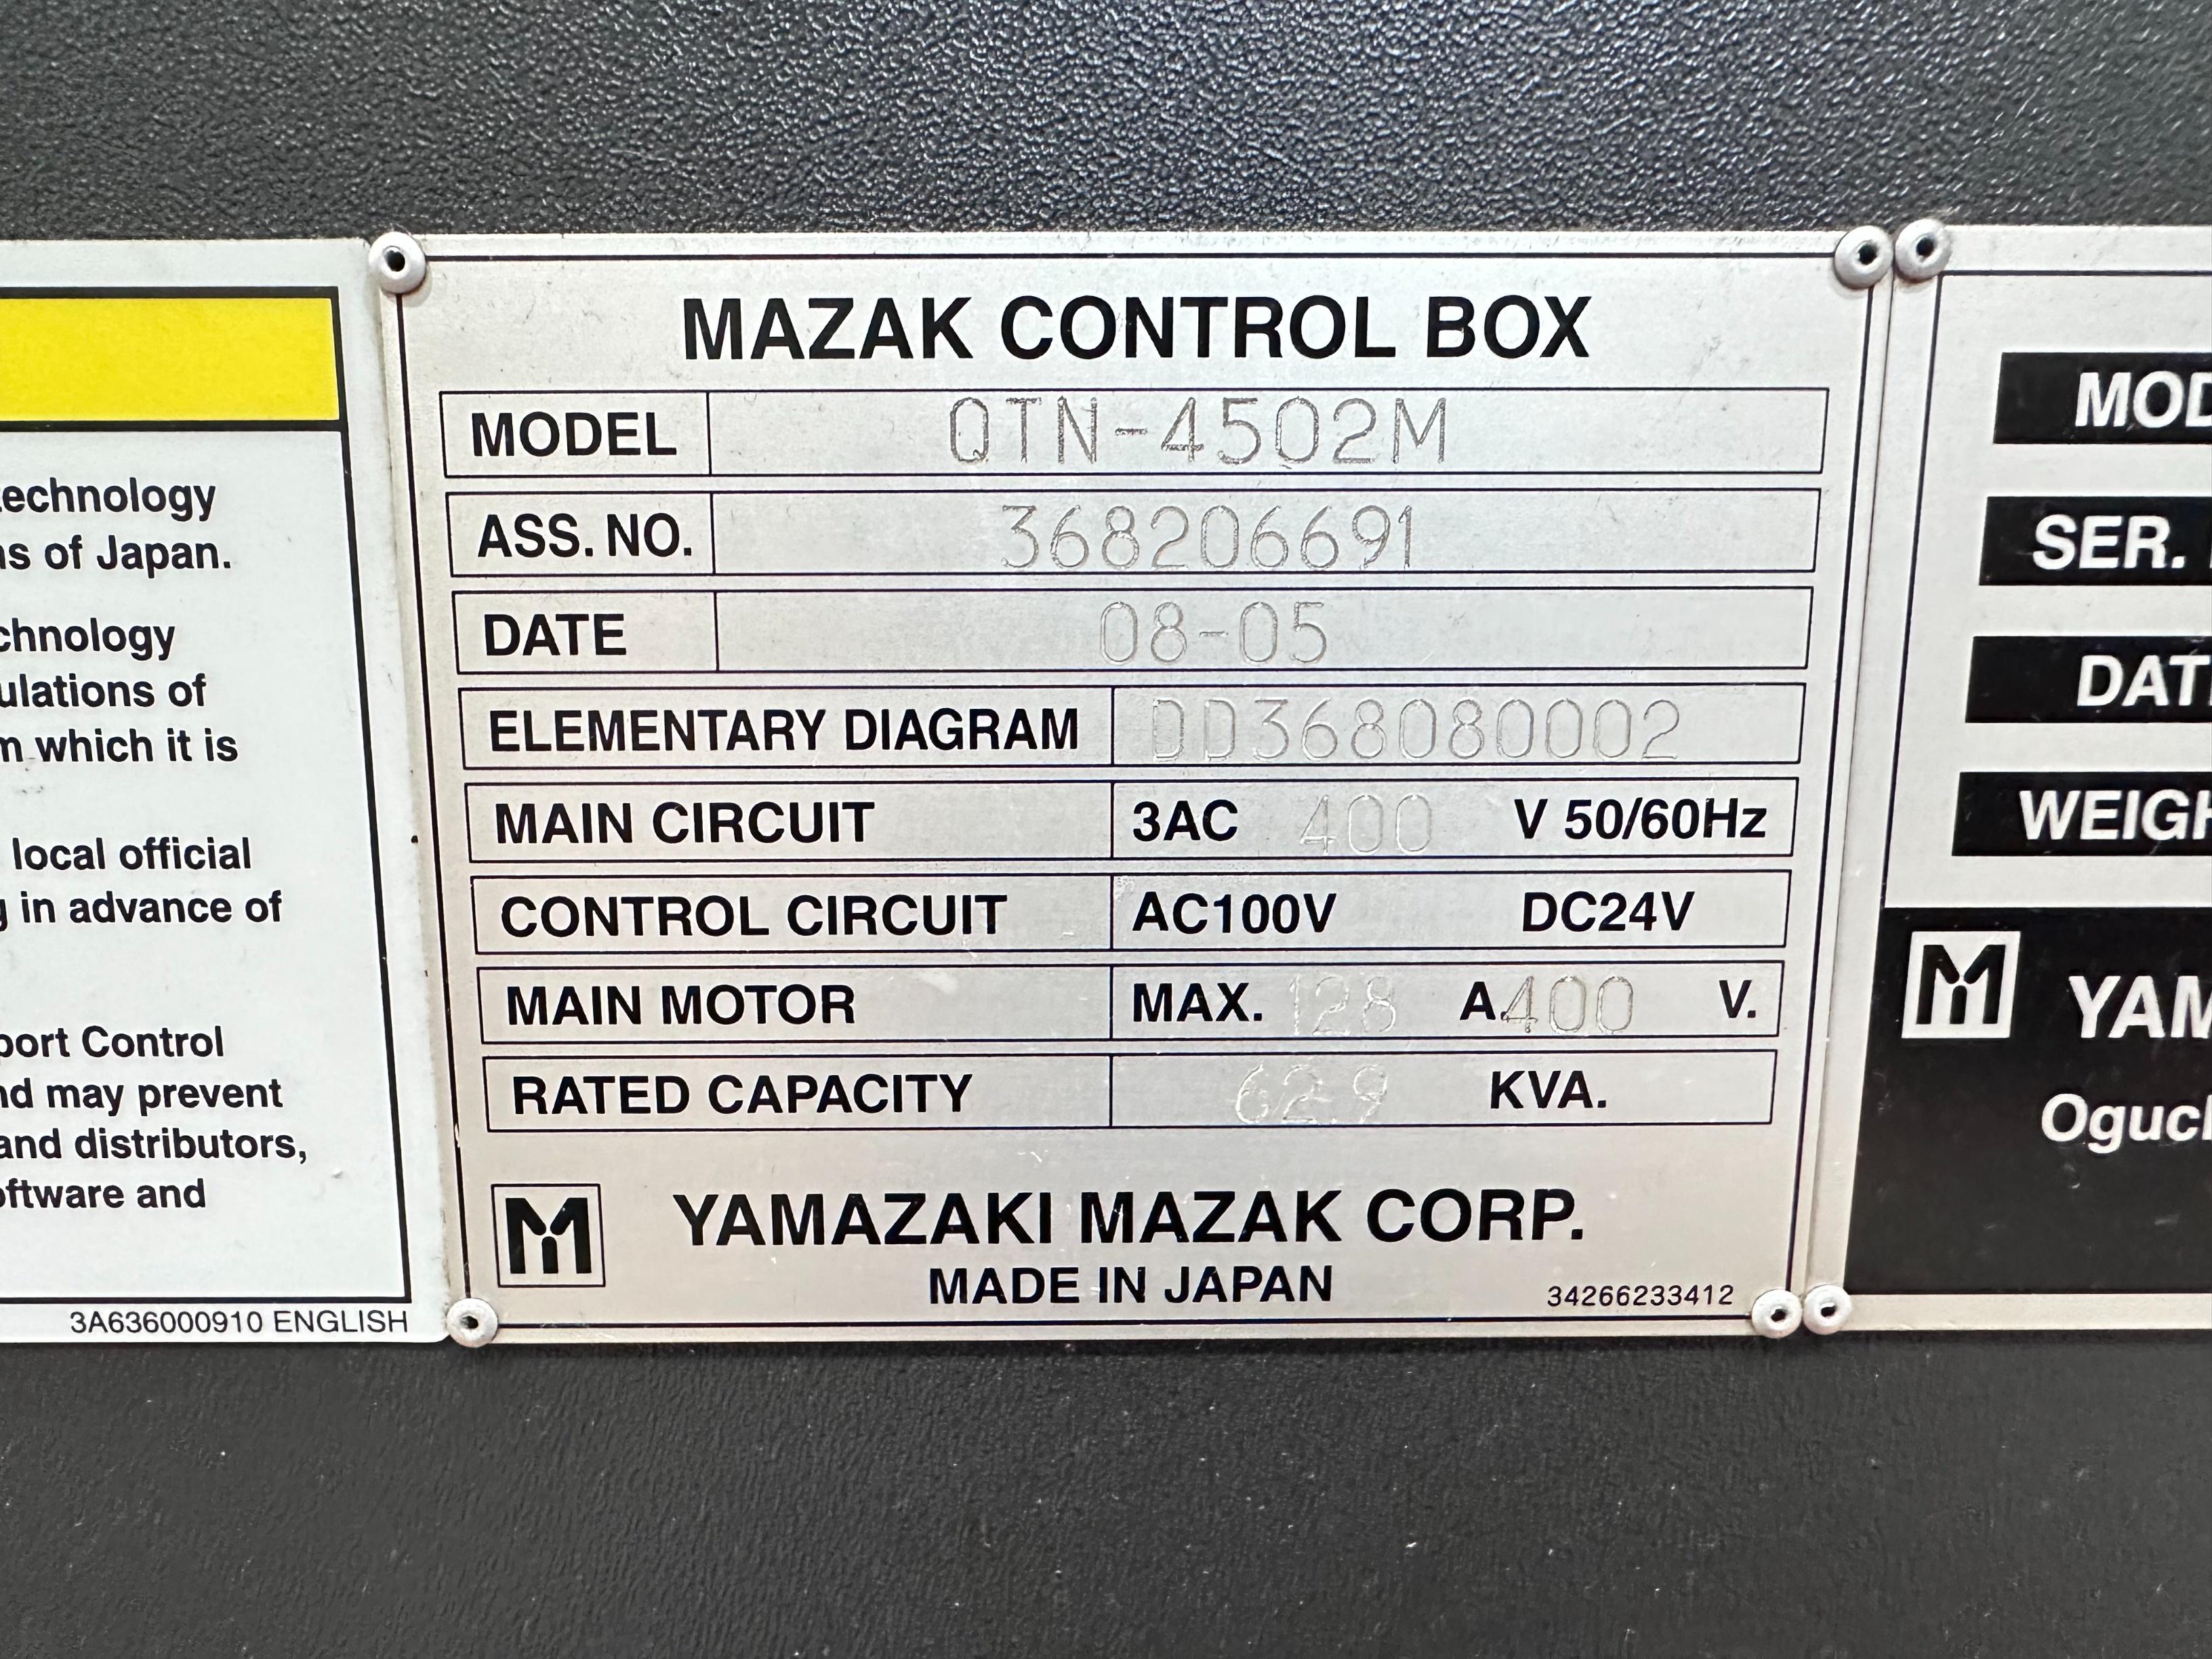 technology
ns of Japan.
chnology
ulations of
m which it is
local official
g in advance of
port Control
nd may prevent
and distributors,
oftware and
3A636000910 ENGLISH
MAZAK CONTROL BOX
MODEL QTN-4502M
ASS. NO. 368206691
DATE 08-05
ELEMENTARY DIAGRAM DD368080002
MAIN CIRCUIT 3AC 400 V 50/60Hz
CONTROL CIRCUIT AC100V DC24V
MAIN MOTOR MAX. 128 A. 400 V.
RATED CAPACITY 62.9 KVA.
YAMAZAKI MAZAK CORP.
MADE IN JAPAN
34266233412
MOD
SER.
DAT
WEIGH
YAM
Oguc